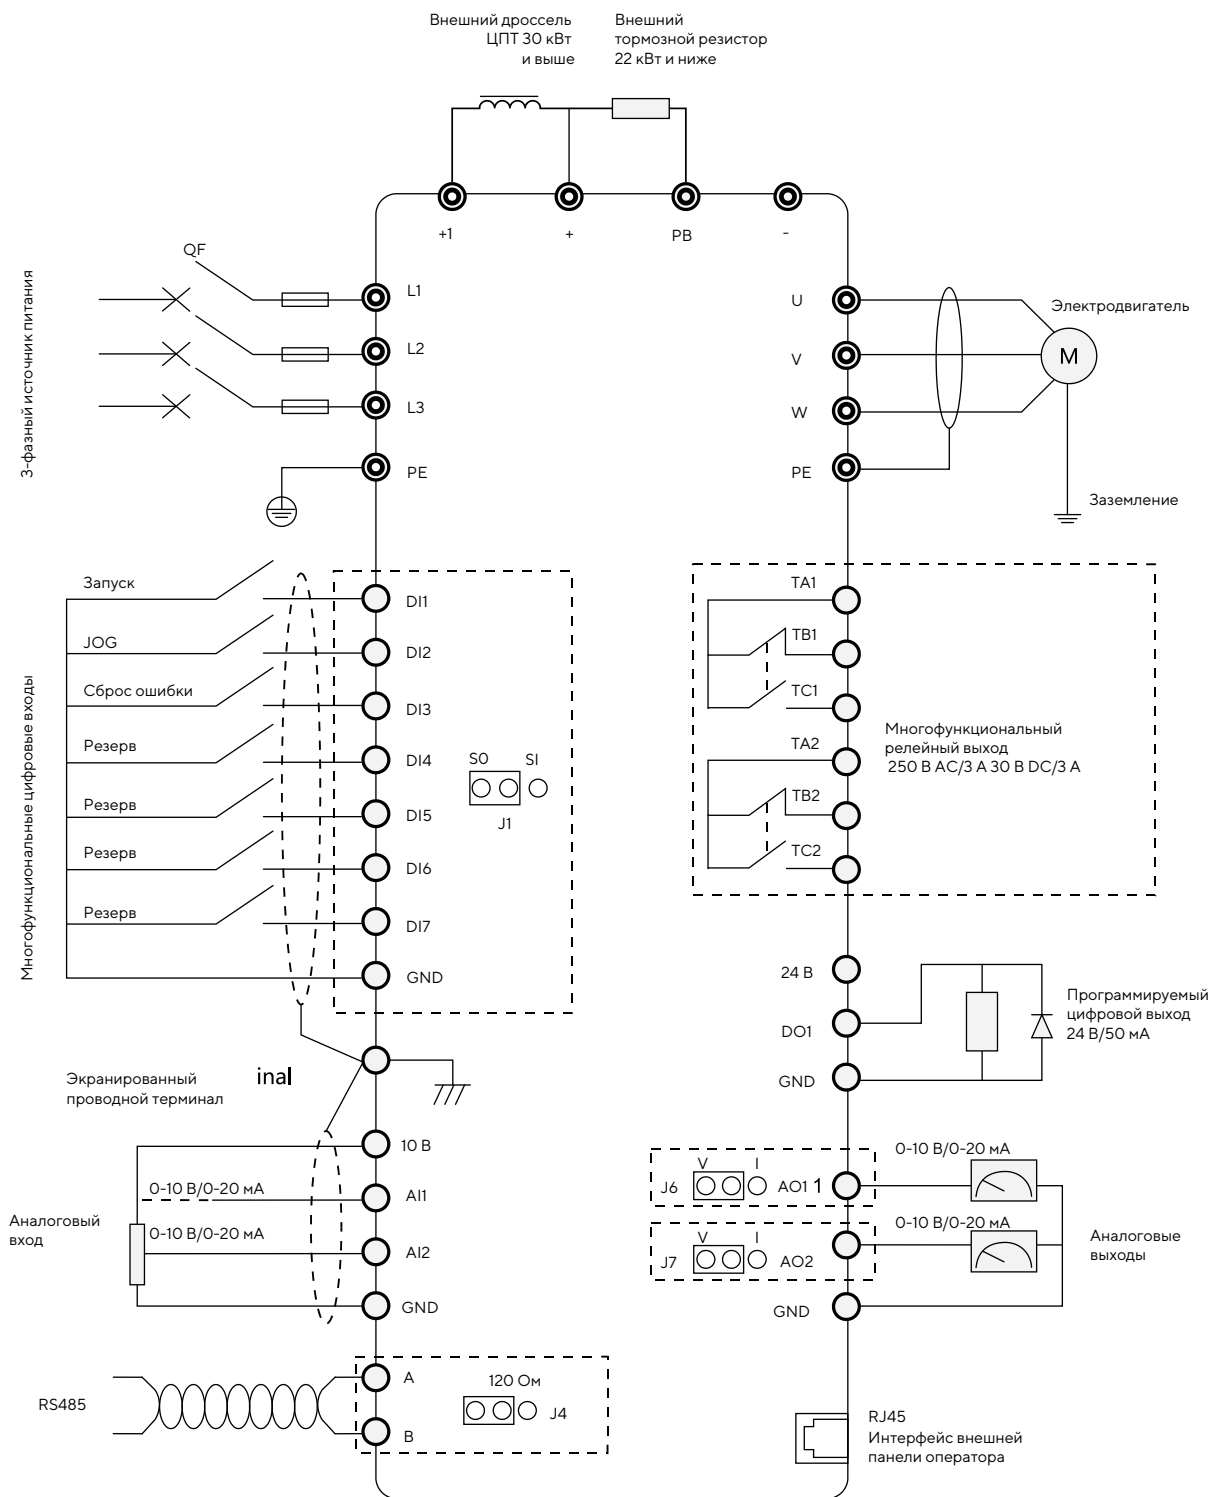 Внешний дроссель
ЦПТ 30 кВт
и выше
Внешний
тормозной резистор
22 кВт и ниже
+1
+
PB
-
QF
3-фазный источник питания
L1
L2
L3
PE
U
V
W
PE
Электродвигатель
M
Заземление
Многофункциональные цифровые входы
Запуск
JOG
Сброс ошибки
Резерв
Резерв
Резерв
Резерв
DI1
DI2
DI3
DI4
DI5
DI6
DI7
GND
S0
SI
J1
TA1
TB1
TC1
TA2
TB2
TC2
Многофункциональный
релейный выход
250 В AC/3 А 30 В DC/3 А
24 В
DO1
GND
Программируемый
цифровой выход
24 В/50 мА
Экранированный
проводной терминал
inal
Аналоговый
вход
10 В
0-10 В/0-20 мА
AI1
0-10 В/0-20 мА
AI2
GND
V
I
J6
AO1 1
0-10 В/0-20 мА
V
I
J7
AO2
0-10 В/0-20 мА
GND
Аналоговые
выходы
RS485
A
B
120 Ом
J4
RJ45
Интерфейс внешней
панели оператора